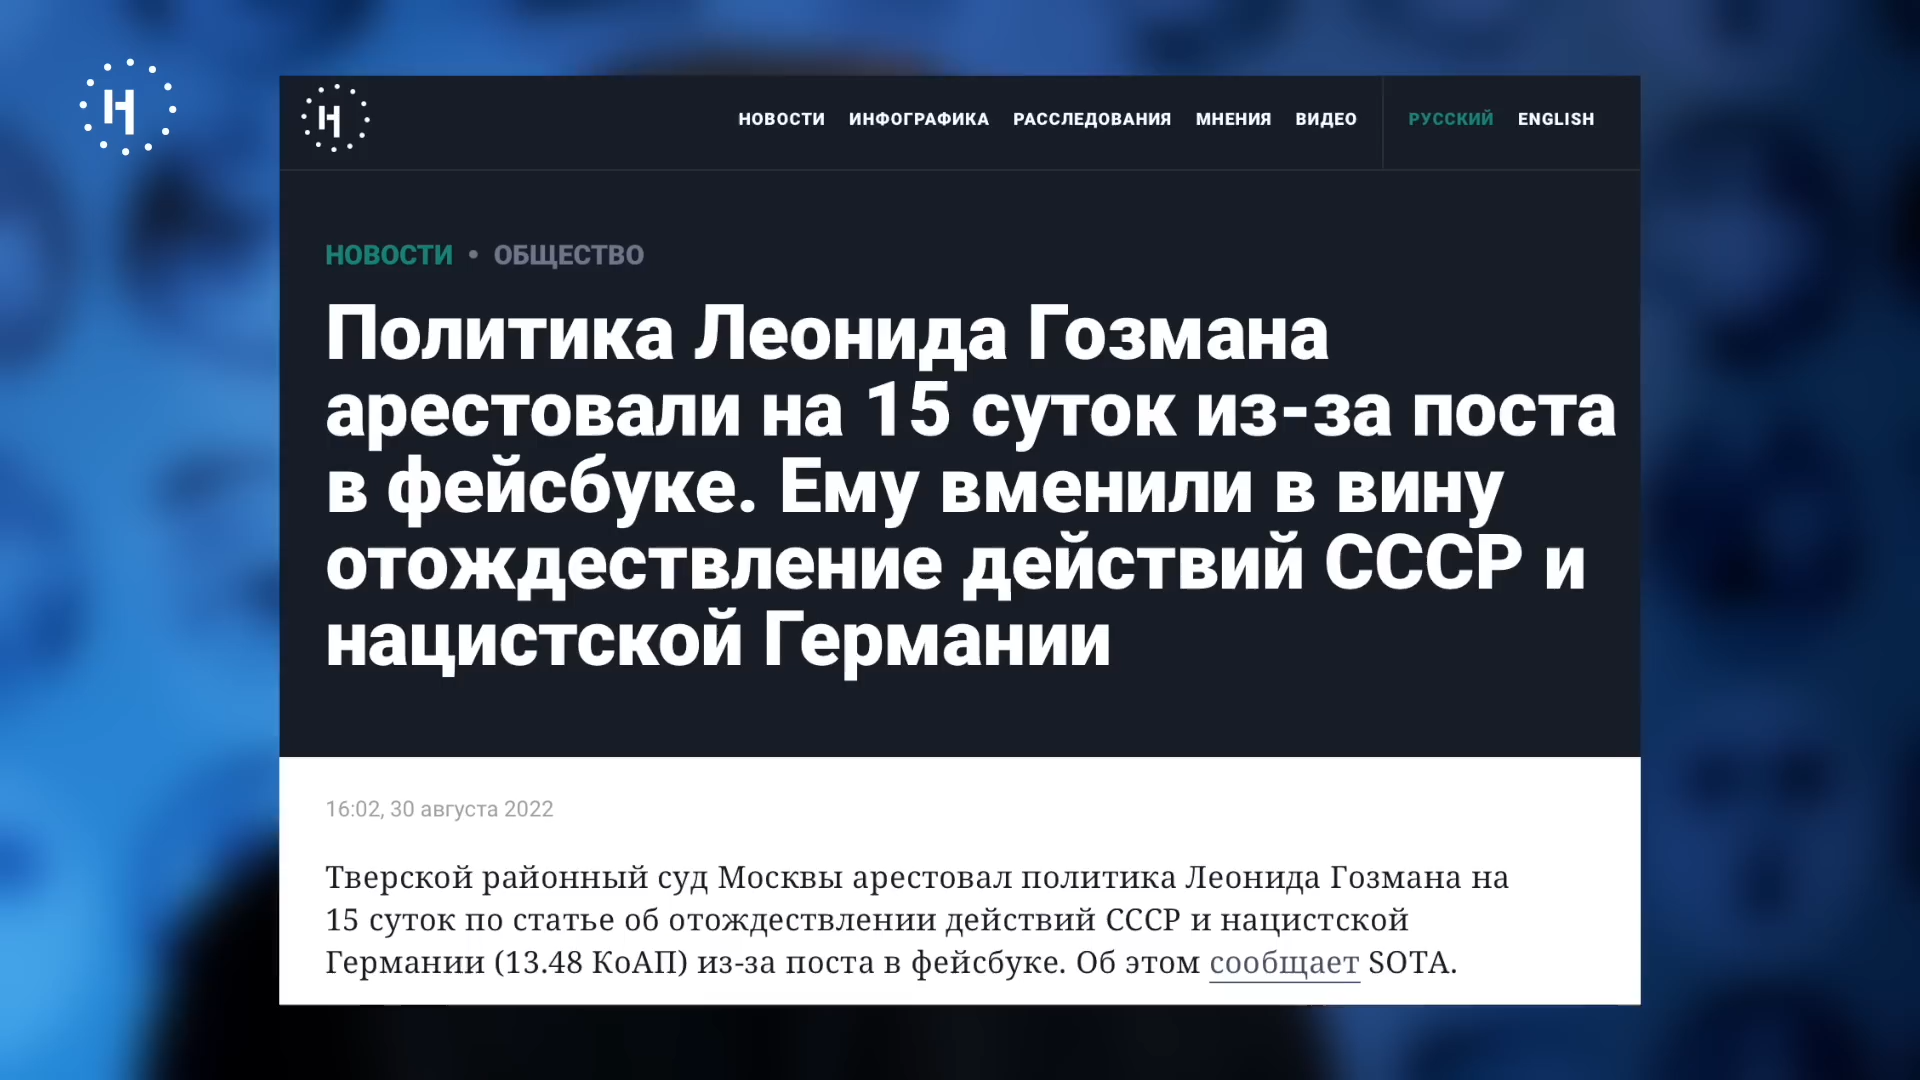 Н
Н
НОВОСТИ ИНФОГРАФИКА РАССЛЕДОВАНИЯ МНЕНИЯ ВИДЕО РУССКИЙ ENGLISH
НОВОСТИ • ОБЩЕСТВО
Политика Леонида Гозмана
арестовали на 15 суток из-за поста
в фейсбуке. Ему вменили в вину
отождествление действий СССР и
нацистской Германии
16:02, 30 августа 2022
Тверской районный суд Москвы арестовал политика Леонида Гозмана на
15 суток по статье об отождествлении действий СССР и нацистской
Германии (13.48 КоАП) из-за поста в фейсбуке. Об этом сообщает SOTA.